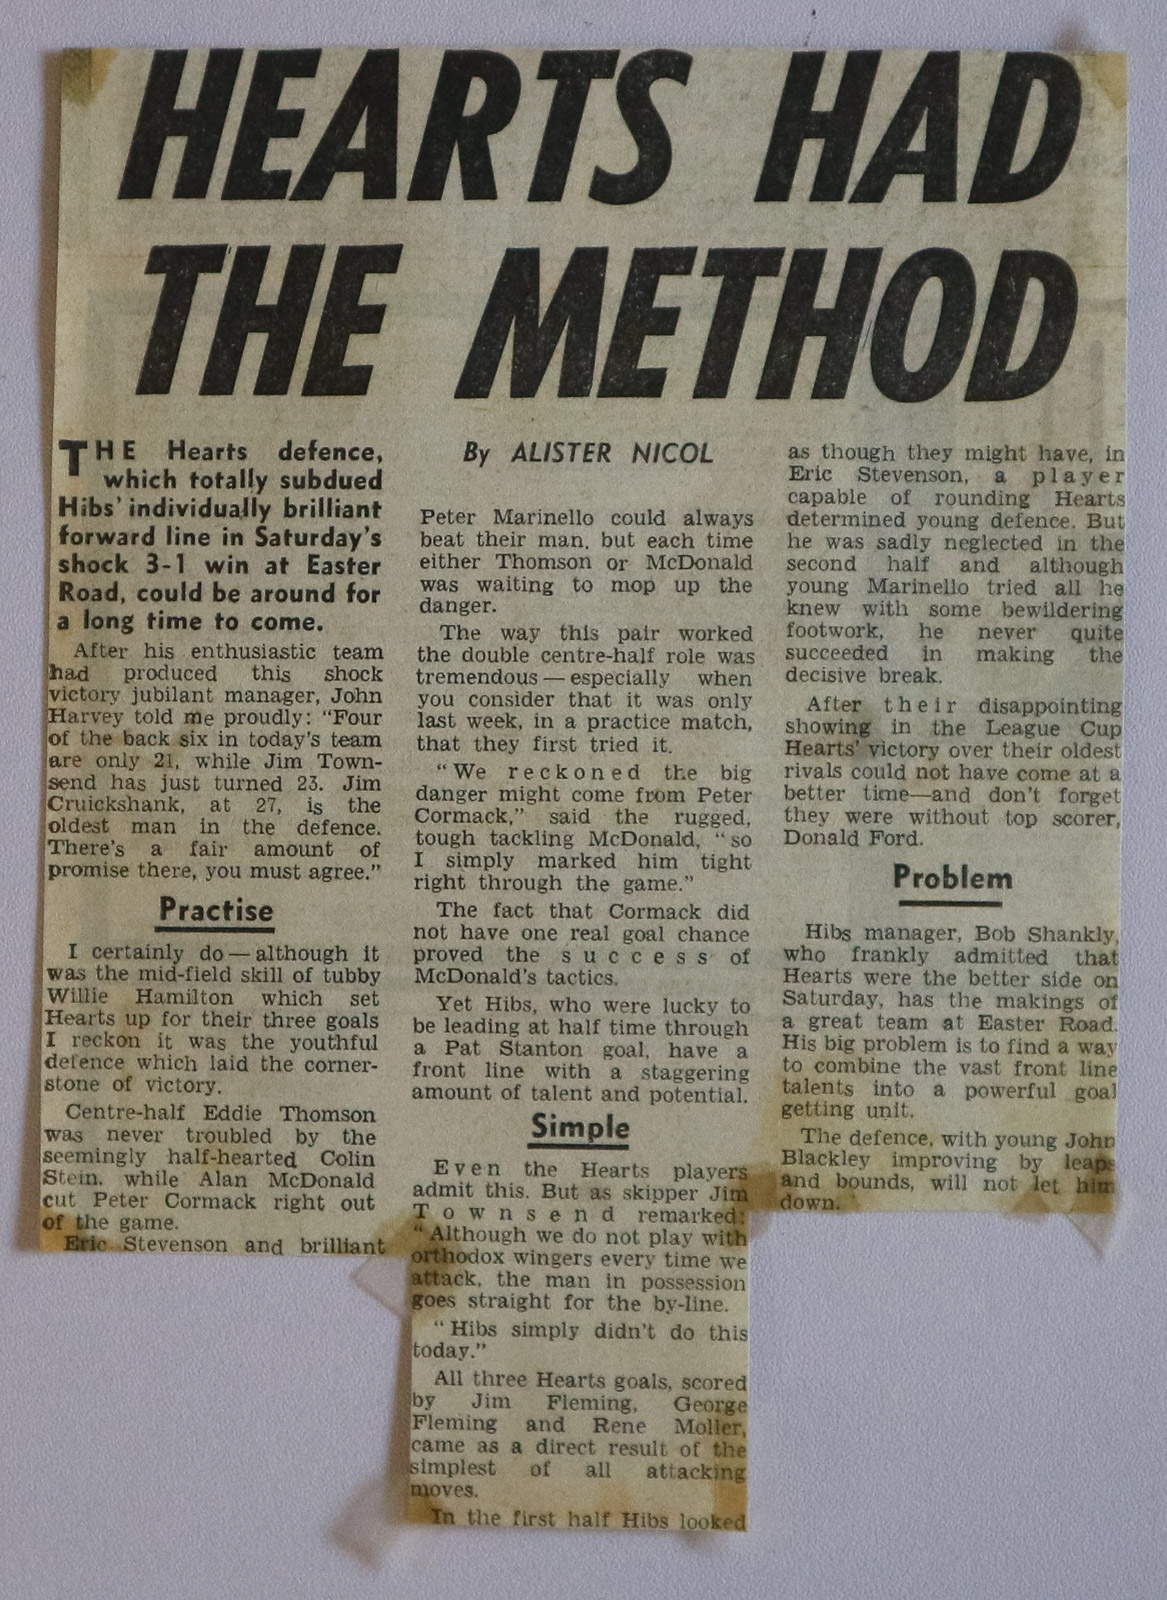 HEARTS HAD
THE METHOD
THE Hearts defence,
which totally subdued
Hibs' individually brilliant
forward line in Saturday's
shock 3-1 win at Easter
Road, could be around for
a long time to come.
After his enthusiastic team
had produced this shock
victory jubilant manager, John
Harvey told me proudly: "Four
of the back six in today's team
are only 21, while Jim Town-
send has just turned 23. Jim
Cruickshank, at 27, is the
oldest man in the defence.
There's a fair amount of
promise there, you must agree."
Practise
I certainly do — although it
was the mid-field skill of tubby
Willie Hamilton which set
Hearts up for their three goals
I reckon it was the youthful
defence which laid the corner-
stone of victory.
Centre-half Eddie Thomson
was never troubled by the
seemingly half-hearted Colin
Stein. while Alan McDonald
cut Peter Cormack right out
of the game.
Eric Stevenson and brilliant
By ALISTER NICOL
Peter Marinello could always
beat their man, but each time
either Thomson or McDonald
was waiting to mop up the
danger.
The way this pair worked
the double centre-half role was
tremendous — especially when
you consider that it was only
last week, in a practice match,
that they first tried it.
"We reckoned the big
danger might come from Peter
Cormack," said the rugged,
tough tackling McDonald, "so
I simply marked him tight
right through the game."
The fact that Cormack did
not have one real goal chance
proved the success of
McDonald's tactics.
Yet Hibs, who were lucky to
be leading at half time through
a Pat Stanton goal, have a
front line with a staggering
amount of talent and potential.
Simple
Even the Hearts players
admit this. But as skipper Jim
Townsend remarked:
"Although we do not play with
orthodox wingers every time we
attack, the man in possession
goes straight for the by-line.
"Hibs simply didn't do this
today."
All three Hearts goals, scored
by Jim Fleming, George
Fleming and Rene Moller,
came as a direct result of the
simplest of all attacking
moves.
In the first half Hibs looked
as though they might have, in
Eric Stevenson, a player
capable of rounding Hearts
determined young defence. But
he was sadly neglected in the
second half and although
young Marinello tried all he
knew with some bewildering
footwork, he never quite
succeeded in making the
decisive break.
After their disappointing
showing in the League Cup
Hearts' victory over their oldest
rivals could not have come at a
better time—and don't forget
they were without top scorer,
Donald Ford.
Problem
Hibs manager, Bob Shankly,
who frankly admitted that
Hearts were the better side on
Saturday, has the makings of
a great team at Easter Road.
His big problem is to find a way
to combine the vast front line
talents into a powerful goal
getting unit.
The defence, with young John
Blackley improving by leaps
and bounds, will not let him
down.